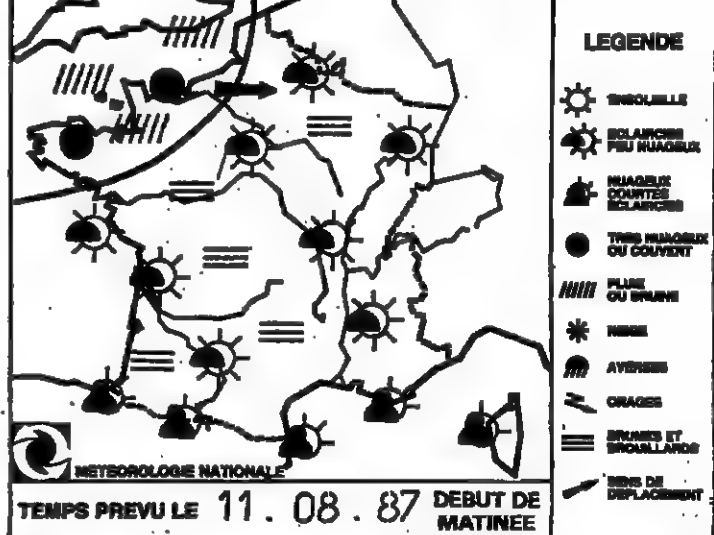 LEGENDE
ENSOLEILLE
ECLAIRCIES
PEU NUAGEUX
NUAGEUX
COURTES
ECLAIRCIES
TRES NUAGEUX
OU COUVERT
PLUIE
OU BRUINE
NEIGE
AVERSES
ORAGES
BRUMES ET
BROUILLARDS
SENS DE
DEPLACEMENT
METEOROLOGIE NATIONALE
TEMPS PREVU LE 11.08.87 DEBUT DE
MATINEE